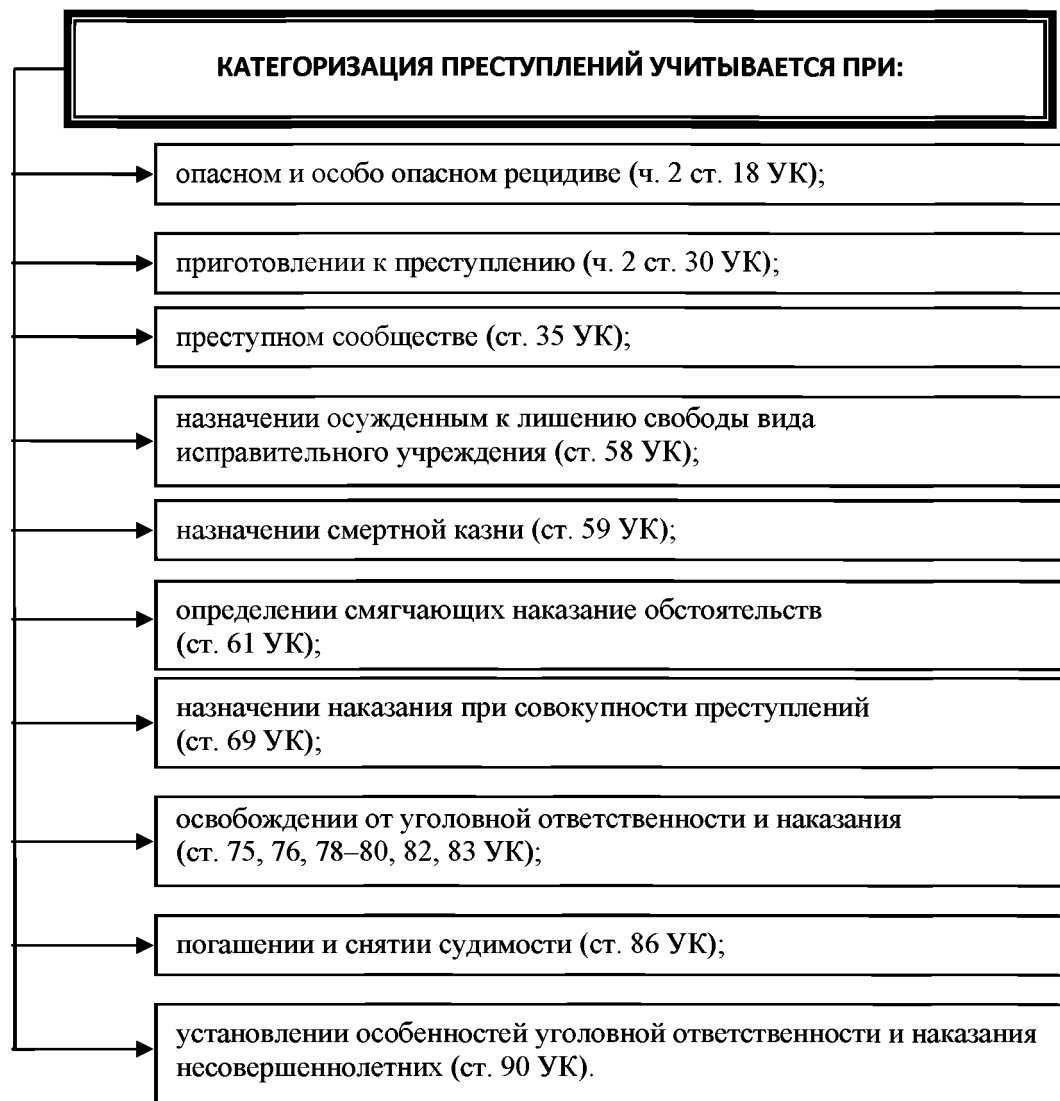 КАТЕГОРИЗАЦИЯ ПРЕСТУПЛЕНИЙ УЧИТЫВАЕТСЯ ПРИ:
опасном и особо опасном рецидиве (ч. 2 ст. 18 УК);
приготовлении к преступлению (ч. 2 ст. 30 УК);
преступном сообществе (ст. 35 УК);
назначении осужденным к лишению свободы вида
исправительного учреждения (ст. 58 УК);
назначении смертной казни (ст. 59 УК);
определении смягчающих наказание обстоятельств
(ст. 61 УК);
назначении наказания при совокупности преступлений
(ст. 69 УК);
освобождении от уголовной ответственности и наказания
(ст. 75, 76, 78–80, 82, 83 УК);
погашении и снятии судимости (ст. 86 УК);
установлении особенностей уголовной ответственности и наказания
несовершеннолетних (ст. 90 УК).